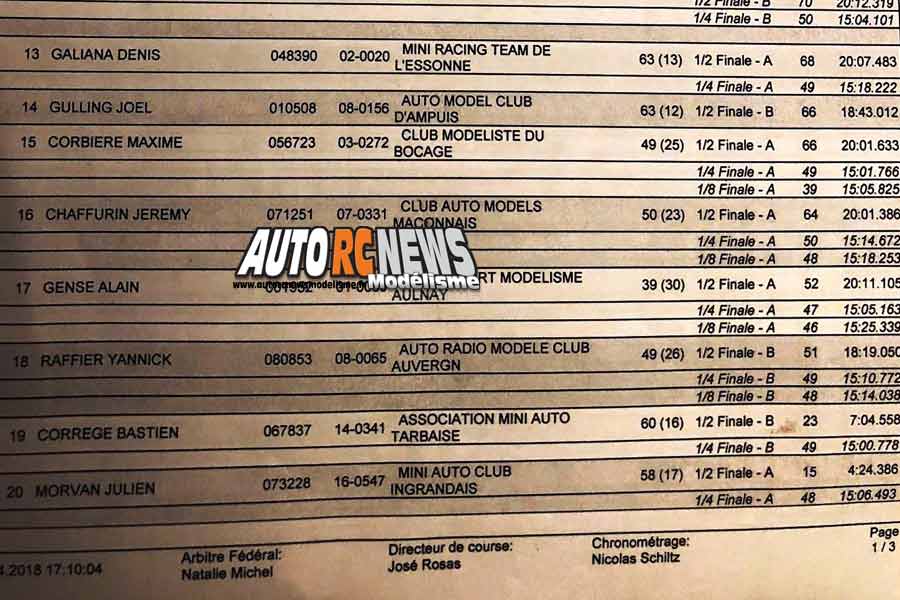 1/2 Finale - B 70 20:12.319
1/4 Finale - B 50 15:04.101
13 GALIANA DENIS 048390 02-0020 MINI RACING TEAM DE L'ESSONNE 63 (13) 1/2 Finale - A 68 20:07.483
1/4 Finale - A 49 15:18.222
14 GULLING JOEL 010508 08-0156 AUTO MODEL CLUB D'AMPUIS 63 (12) 1/2 Finale - B 66 18:43.012
15 CORBIERE MAXIME 056723 03-0272 CLUB MODELISTE DU BOCAGE 49 (25) 1/2 Finale - A 66 20:01.633
1/4 Finale - A 49 15:01.766
1/8 Finale - A 39 15:05.825
16 CHAFFURIN JEREMY 071251 07-0331 CLUB AUTO MODELS MACONNAIS 50 (23) 1/2 Finale - A 64 20:01.386
1/4 Finale - A 50 15:14.672
1/8 Finale - A 48 15:18.253
AUTO RC NEWS
Modélisme
17 GENSE ALAIN MODELISME AULNAY 39 (30) 1/2 Finale - A 52 20:11.105
1/4 Finale - A 47 15:05.163
1/8 Finale - A 46 15:25.339
18 RAFFIER YANNICK 080853 08-0065 AUTO RADIO MODELE CLUB AUVERGN 49 (26) 1/2 Finale - B 51 18:19.050
1/4 Finale - B 49 15:10.772
1/8 Finale - B 48 15:14.038
19 CORREGE BASTIEN 067837 14-0341 ASSOCIATION MINI AUTO TARBAISE 60 (16) 1/2 Finale - B 23 7:04.558
1/4 Finale - B 49 15:00.778
20 MORVAN JULIEN 073228 16-0547 MINI AUTO CLUB INGRANDAIS 58 (17) 1/2 Finale - A 15 4:24.386
1/4 Finale - A 48 15:06.493
.2018 17:10:04 Arbitre Fédéral: Natalie Michel
Directeur de course: José Rosas
Chronométrage: Nicolas Schiltz
Page 1 / 3